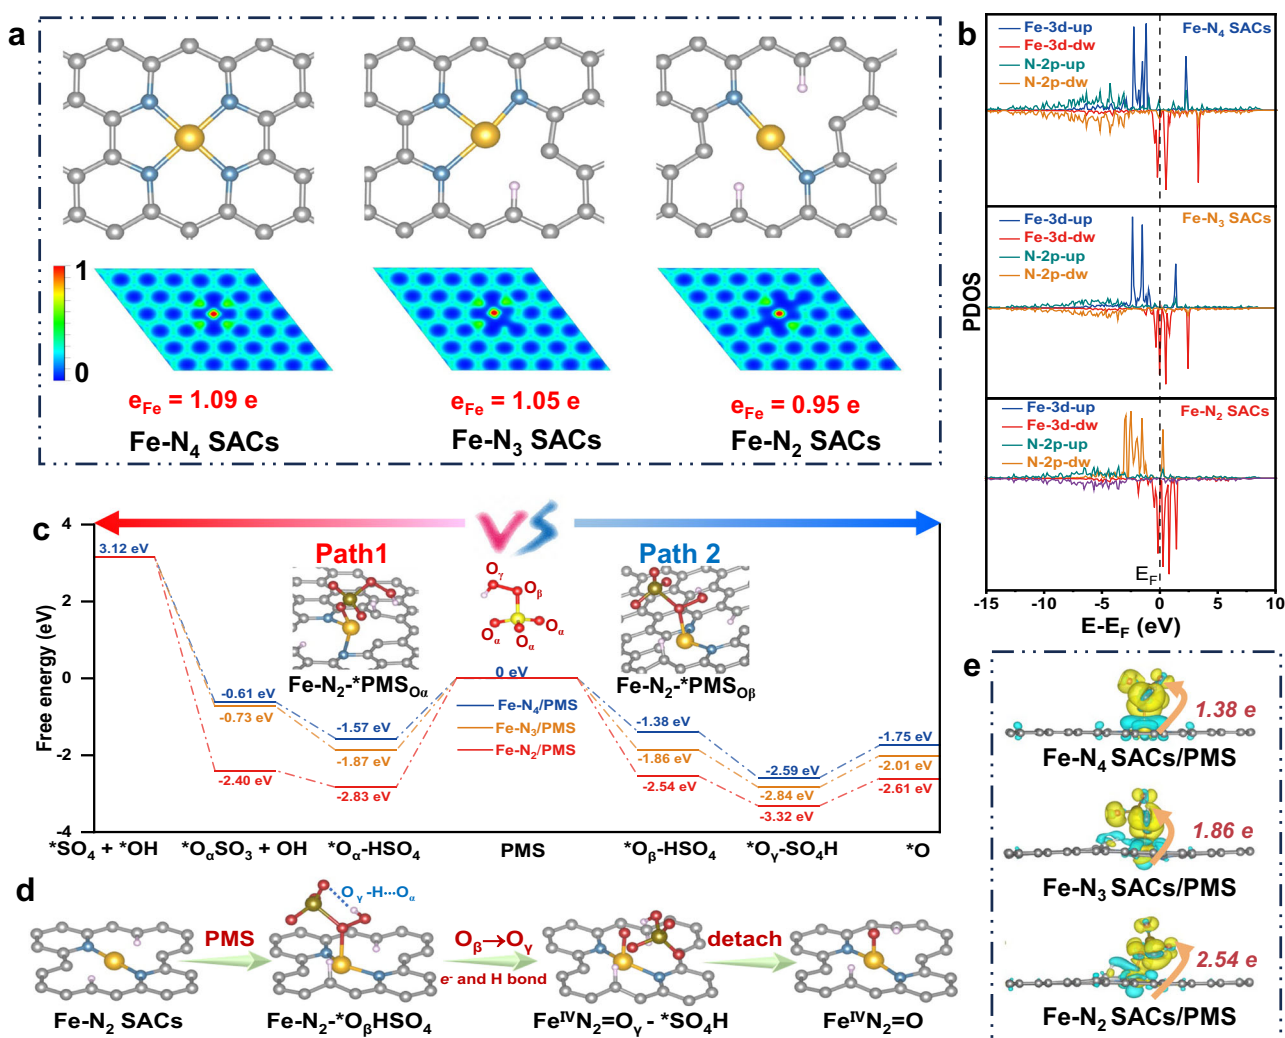 a
1
0
e_Fe = 1.09 e
e_Fe = 1.05 e
e_Fe = 0.95 e
Fe-N₄ SACs
Fe-N₃ SACs
Fe-N₂ SACs
b
Fe-3d-up
Fe-3d-dw
N-2p-up
N-2p-dw
Fe-N₄ SACs
Fe-3d-up
Fe-3d-dw
N-2p-up
N-2p-dw
Fe-N₃ SACs
Fe-3d-up
Fe-3d-dw
N-2p-up
N-2p-dw
Fe-N₂ SACs
PDOS
E_F
-15 -10 -5 0 5 10
E-E_F (eV)
c
VS
Path1
Path 2
4
2
0
-2
-4
Free energy (eV)
3.12 eV
-0.61 eV
-0.73 eV
-2.40 eV
-1.57 eV
-1.87 eV
-2.83 eV
0 eV
-1.38 eV
-1.86 eV
-2.54 eV
-2.59 eV
-2.84 eV
-3.32 eV
-1.75 eV
-2.01 eV
-2.61 eV
Oγ
Oβ
Oα
Oα
Oα
Fe-N₂-*PMS_Oα
Fe-N₂-*PMS_Oβ
Fe-N₄/PMS
Fe-N₃/PMS
Fe-N₂/PMS
*SO₄ + *OH
*OαSO₃ + OH
*Oα-HSO₄
PMS
*Oβ-HSO₄
*Oγ-SO₄H
*O
d
Oγ-H···Oα
PMS
Oβ→Oγ
e⁻ and H bond
detach
Fe-N₂ SACs
Fe-N₂-*OβHSO₄
FeᴵⱽN₂=Oγ - *SO₄H
FeᴵⱽN₂=O
e
1.38 e
Fe-N₄ SACs/PMS
1.86 e
Fe-N₃ SACs/PMS
2.54 e
Fe-N₂ SACs/PMS